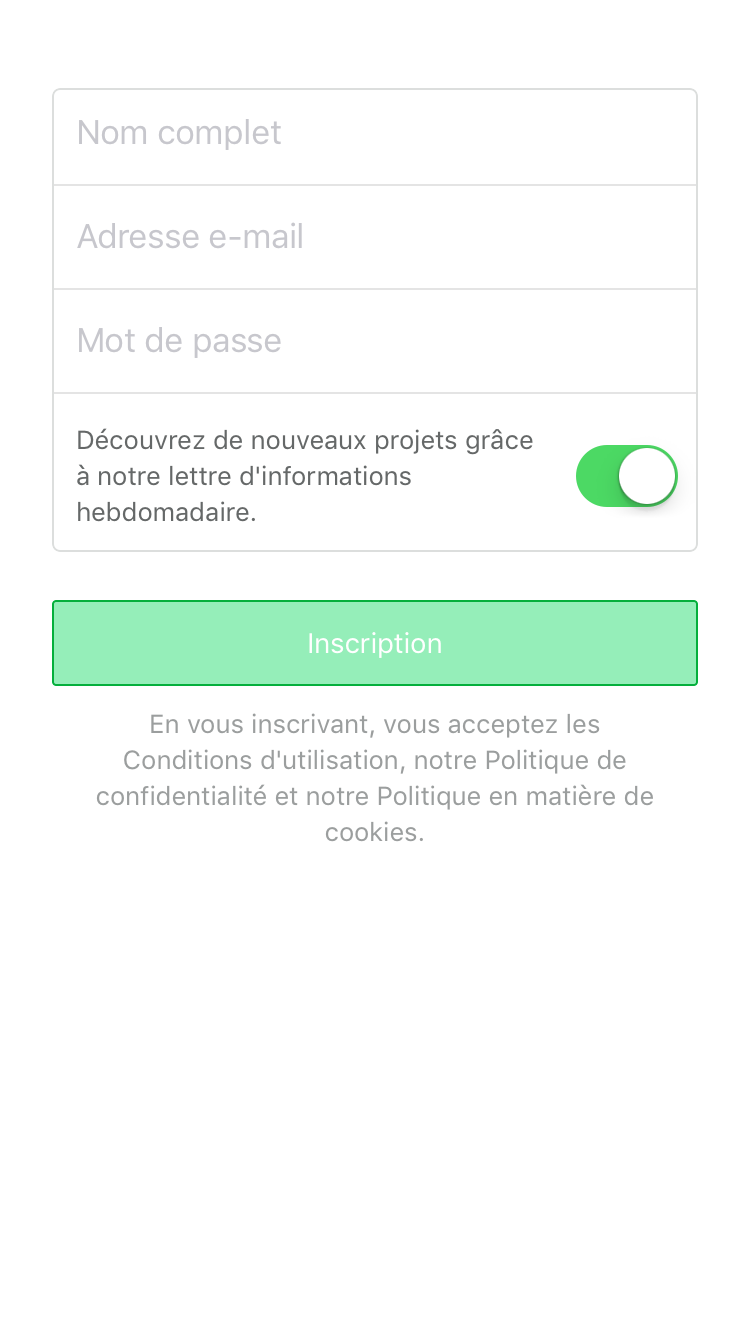 Nom complet
Adresse e-mail
Mot de passe
Découvrez de nouveaux projets grâce
à notre lettre d'informations
hebdomadaire.
Inscription
En vous inscrivant, vous acceptez les
Conditions d'utilisation, notre Politique de
confidentialité et notre Politique en matière de
cookies.